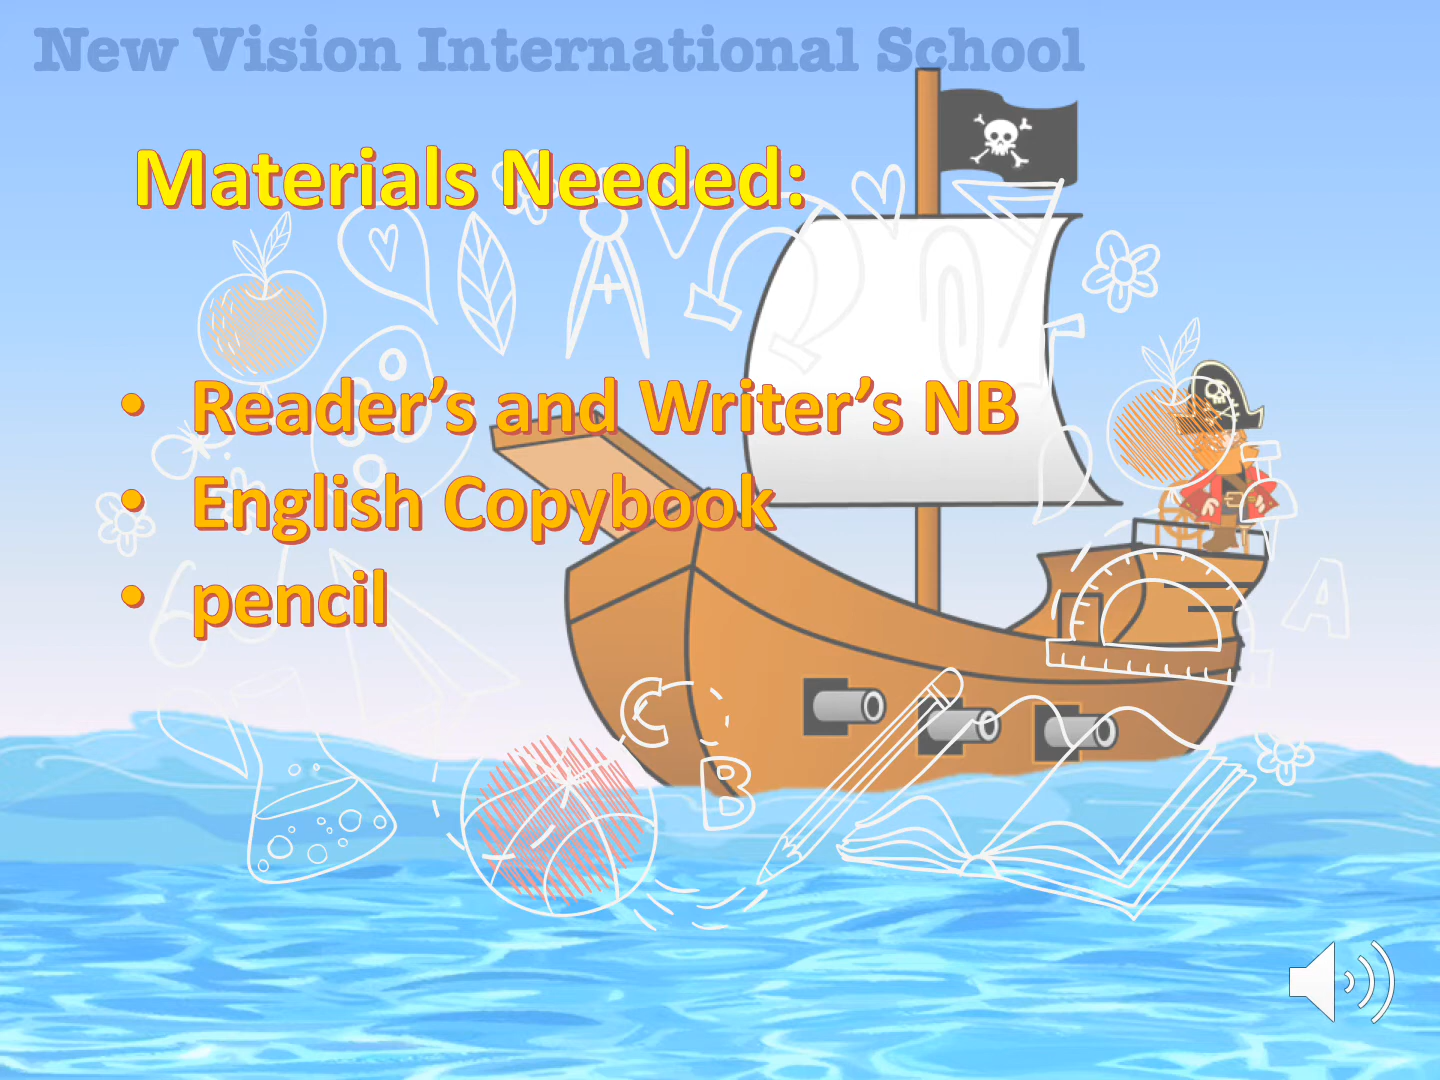 New Vision International School
Materials Needed:
• Reader's and Writer's NB
• English Copybook
• pencil
A
C
B